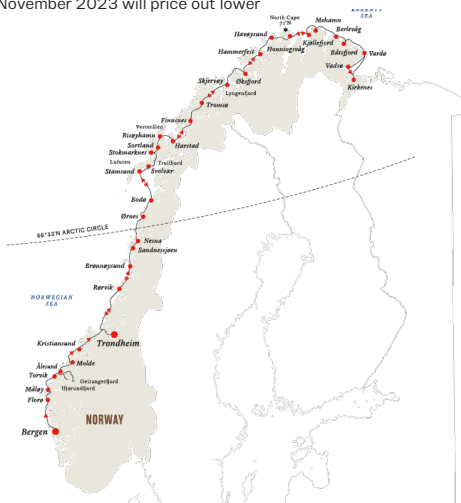 November 2023 will price out lower
SEA
North Cape
71°N
Mehamn
Havøysund
Berlevåg
Kjøllefjord
Båtsfjord
Hammerfest
Honningsvåg
Vardø
Vadsø
Øksfjord
Kirkenes
Skjervøy
Lyngenfjord
Tromsø
Finnsnes
Vesterålen
Risøyhamn
Harstad
Sortland
Stokmarknes
Lofoten
Trollfjord
Stamsund
Svolvær
Bodø
Ørnes
66°33'N ARCTIC CIRCLE
Nesna
Sandnessjøen
Brønnøysund
NORWEGIAN
SEA
Rørvik
Kristiansund
Trondheim
Ålesund
Molde
Torvik
Geirangerfjord
Hjørundfjord
Måløy
Florø
NORWAY
Bergen